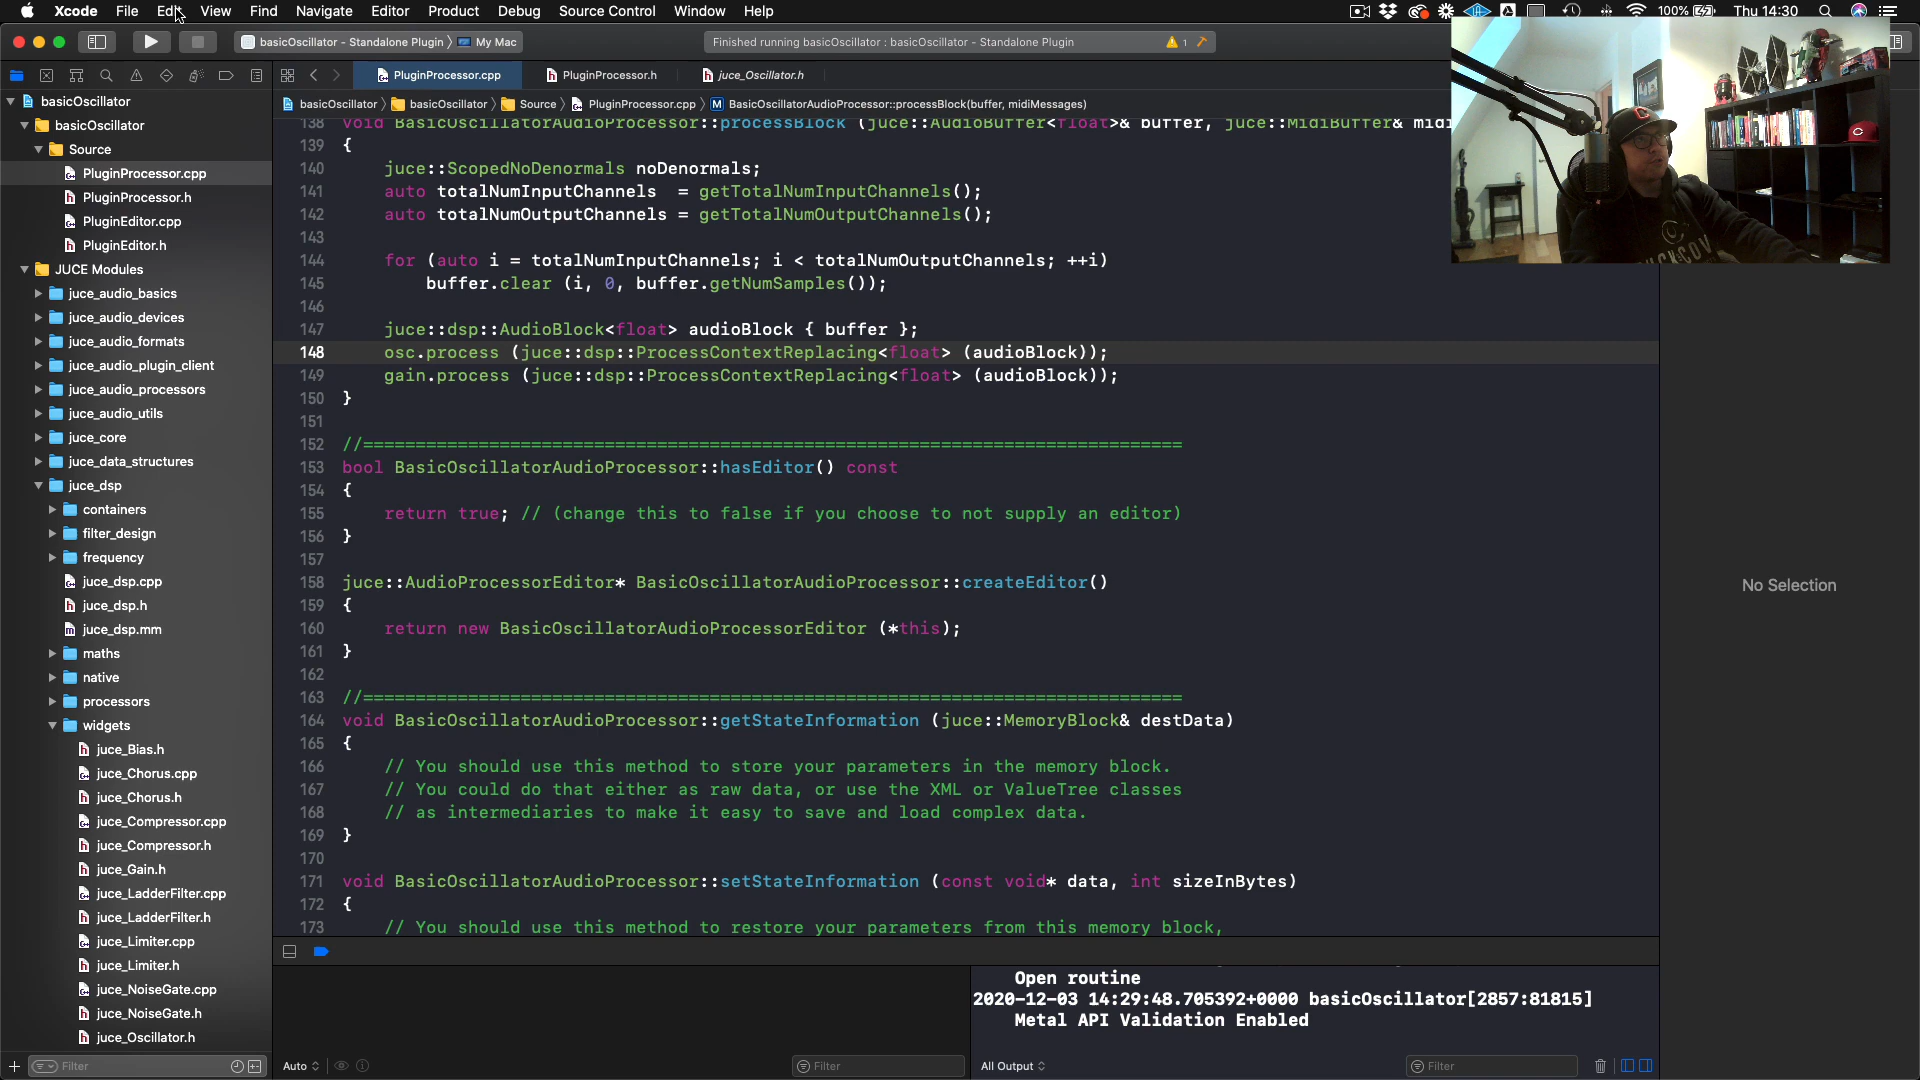 Xcode File Edit View Find Navigate Editor Product Debug Source Control Window Help
100% Thu 14:30
basicOscillator - Standalone Plugin My Mac
Finished running basicOscillator : basicOscillator - Standalone Plugin 1
PluginProcessor.cpp PluginProcessor.h juce_Oscillator.h
basicOscillator basicOscillator Source PluginProcessor.cpp M BasicOscillatorAudioProcessor::processBlock(buffer, midiMessages)
basicOscillator
basicOscillator
Source
PluginProcessor.cpp
PluginProcessor.h
PluginEditor.cpp
PluginEditor.h
JUCE Modules
juce_audio_basics
juce_audio_devices
juce_audio_formats
juce_audio_plugin_client
juce_audio_processors
juce_audio_utils
juce_core
juce_data_structures
juce_dsp
containers
filter_design
frequency
juce_dsp.cpp
juce_dsp.h
juce_dsp.mm
maths
native
processors
widgets
juce_Bias.h
juce_Chorus.cpp
juce_Chorus.h
juce_Compressor.cpp
juce_Compressor.h
juce_Gain.h
juce_LadderFilter.cpp
juce_LadderFilter.h
juce_Limiter.cpp
juce_Limiter.h
juce_NoiseGate.cpp
juce_NoiseGate.h
juce_Oscillator.h
Filter
138 void BasicOscillatorAudioProcessor::processBlock (juce::AudioBuffer<float>& buffer, juce::MidiBuffer& midi
139 {
140 juce::ScopedNoDenormals noDenormals;
141 auto totalNumInputChannels  = getTotalNumInputChannels();
142 auto totalNumOutputChannels = getTotalNumOutputChannels();
143
144 for (auto i = totalNumInputChannels; i < totalNumOutputChannels; ++i)
145 buffer.clear (i, 0, buffer.getNumSamples());
146
147 juce::dsp::AudioBlock<float> audioBlock { buffer };
148 osc.process (juce::dsp::ProcessContextReplacing<float> (audioBlock));
149 gain.process (juce::dsp::ProcessContextReplacing<float> (audioBlock));
150 }
151
152 //==============================================================================
153 bool BasicOscillatorAudioProcessor::hasEditor() const
154 {
155 return true; // (change this to false if you choose to not supply an editor)
156 }
157
158 juce::AudioProcessorEditor* BasicOscillatorAudioProcessor::createEditor()
159 {
160 return new BasicOscillatorAudioProcessorEditor (*this);
161 }
162
163 //==============================================================================
164 void BasicOscillatorAudioProcessor::getStateInformation (juce::MemoryBlock& destData)
165 {
166 // You should use this method to store your parameters in the memory block.
167 // You could do that either as raw data, or use the XML or ValueTree classes
168 // as intermediaries to make it easy to save and load complex data.
169 }
170
171 void BasicOscillatorAudioProcessor::setStateInformation (const void* data, int sizeInBytes)
172 {
173 // You should use this method to restore your parameters from this memory block,
No Selection
Open routine
2020-12-03 14:29:48.705392+0000 basicOscillator[2857:81815]
Metal API Validation Enabled
Auto Filter
All Output Filter